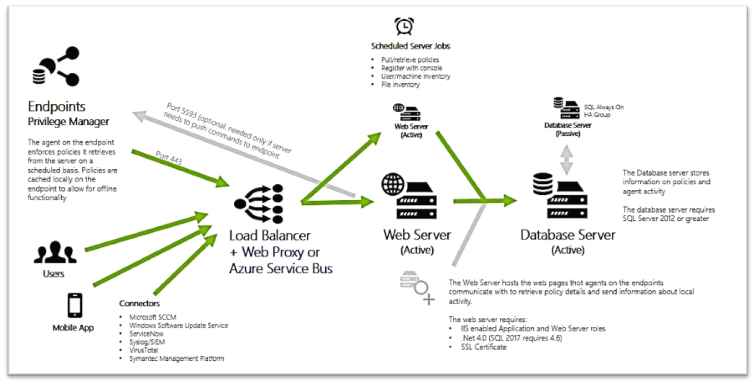 Scheduled Server Jobs
Pull/retrieve policies
Register with console
User/machine inventory
File inventory
Endpoints
Privilege Manager
The agent on the endpoint
enforces policies it retrieves
from the server on a
scheduled basis. Policies are
cached locally on the
endpoint to allow for offline
functionality
Port 5593 (optional: needed only if server
needs to push commands to endpoint
Port 443
Web Server
(Active)
SQL Always On
HA Group
Database Server
(Passive)
The Database server stores
information on policies and
agent activity
The database server requires
SQL Server 2012 or greater
Load Balancer
+ Web Proxy or
Azure Service Bus
Web Server
(Active)
Database Server
(Active)
Users
Mobile App
Connectors
Microsoft SCCM
Windows Software Update Service
ServiceNow
Syslog/SIEM
VirusTotal
Symantec Management Platform
The Web Server hosts the web pages that agents on the endpoints
communicate with to retrieve policy details and send information about local
activity.
The web server requires:
IIS enabled Application and Web Server roles
.Net 4.0 (SQL 2017 requires 4.6)
SSL Certificate